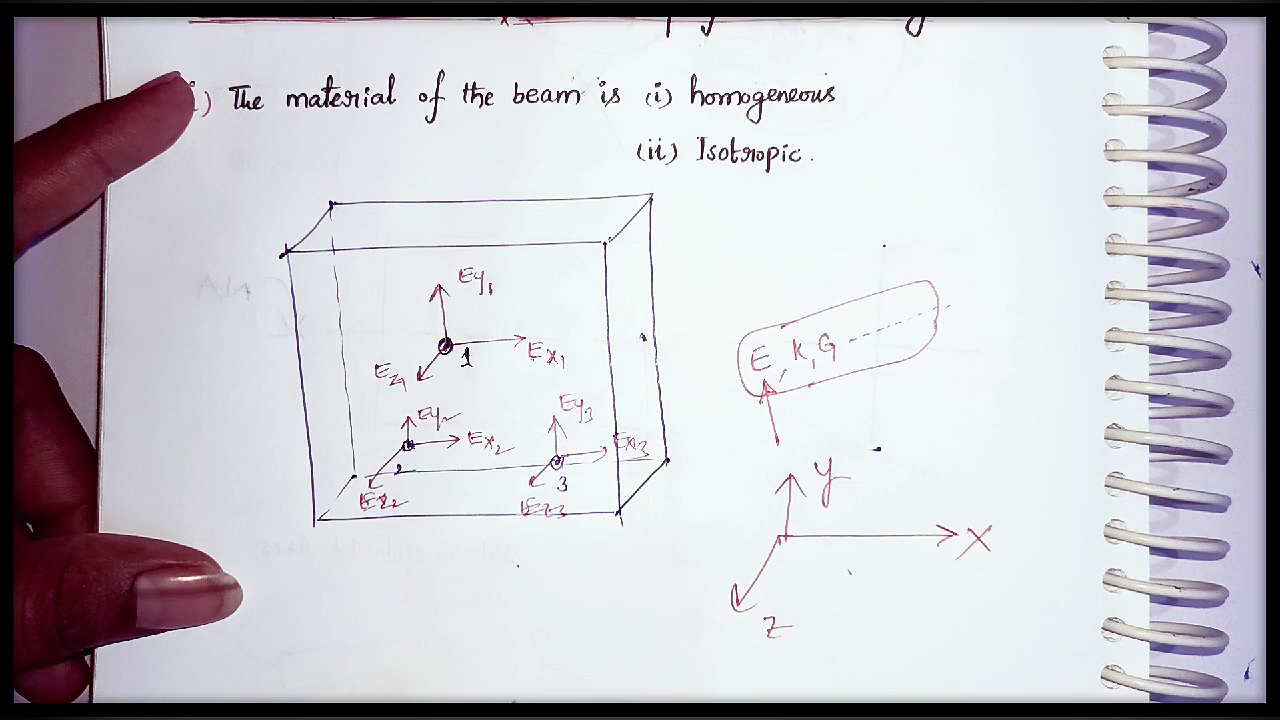 i) The material of the beam is (i) homogeneous
(ii) Isotropic.
Ey1
1
Ex1
Ez1
Ey2
Ex2
2
Ez2
Ey3
Ex3
3
Ez3
E, K, G
y
X
z